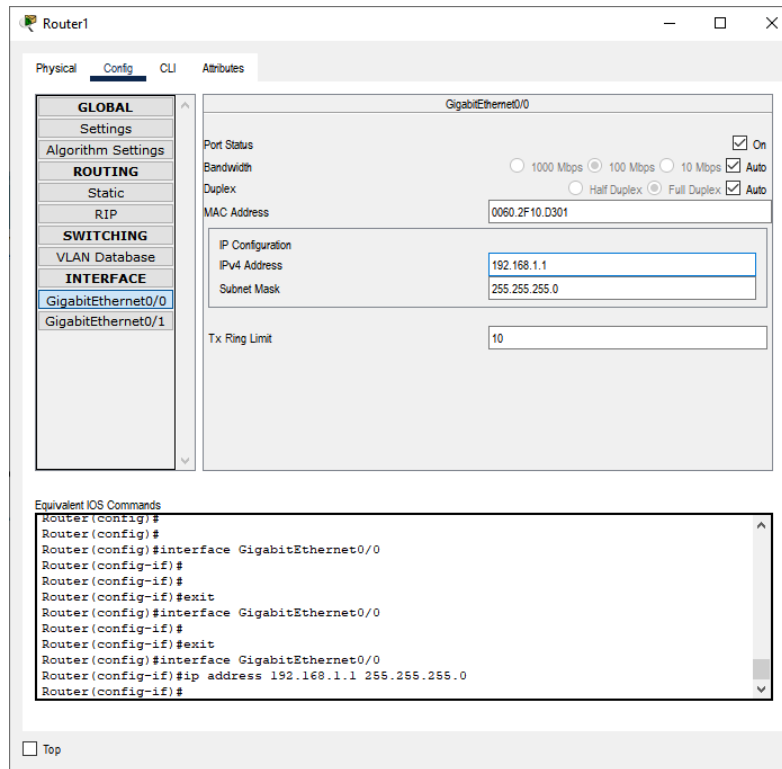 Router1
Physical Config CLI Attributes
GLOBAL
Settings
Algorithm Settings
ROUTING
Static
RIP
SWITCHING
VLAN Database
INTERFACE
GigabitEthernet0/0
GigabitEthernet0/1
GigabitEthernet0/0
Port Status On
Bandwidth 1000 Mbps 100 Mbps 10 Mbps Auto
Duplex Half Duplex Full Duplex Auto
MAC Address 0060.2F10.D301
IP Configuration
IPv4 Address 192.168.1.1
Subnet Mask 255.255.255.0
Tx Ring Limit 10
Equivalent IOS Commands
Router(config)#
Router(config)#
Router(config)#interface GigabitEthernet0/0
Router(config-if)#
Router(config-if)#
Router(config-if)#exit
Router(config)#interface GigabitEthernet0/0
Router(config-if)#
Router(config-if)#exit
Router(config)#interface GigabitEthernet0/0
Router(config-if)#ip address 192.168.1.1 255.255.255.0
Router(config-if)#
Top